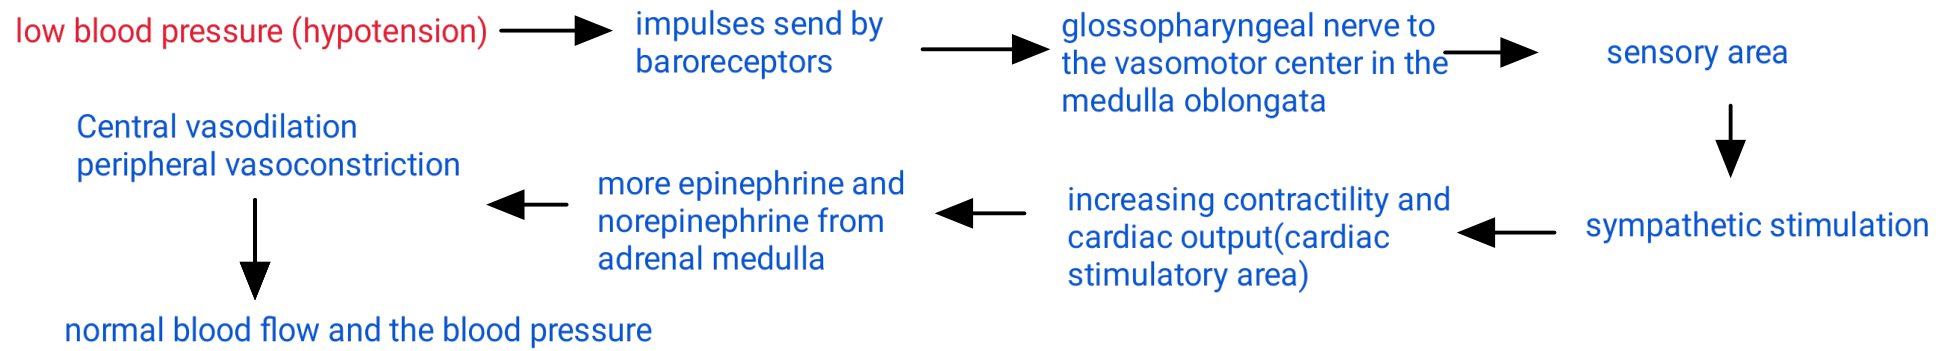 low blood pressure (hypotension)
impulses send by
baroreceptors
glossopharyngeal nerve to
the vasomotor center in the
medulla oblongata
sensory area
sympathetic stimulation
increasing contractility and
cardiac output(cardiac
stimulatory area)
more epinephrine and
norepinephrine from
adrenal medulla
Central vasodilation
peripheral vasoconstriction
normal blood flow and the blood pressure